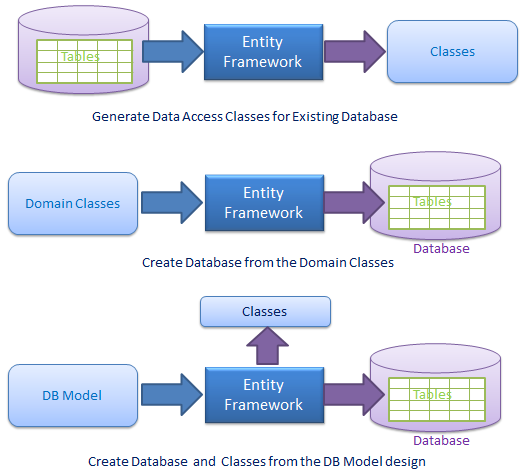 Tables
Entity
Framework
Classes
Generate Data Access Classes for Existing Database
Domain Classes
Entity
Framework
Tables
Database
Create Database from the Domain Classes
Classes
DB Model
Entity
Framework
Tables
Database
Create Database and Classes from the DB Model design